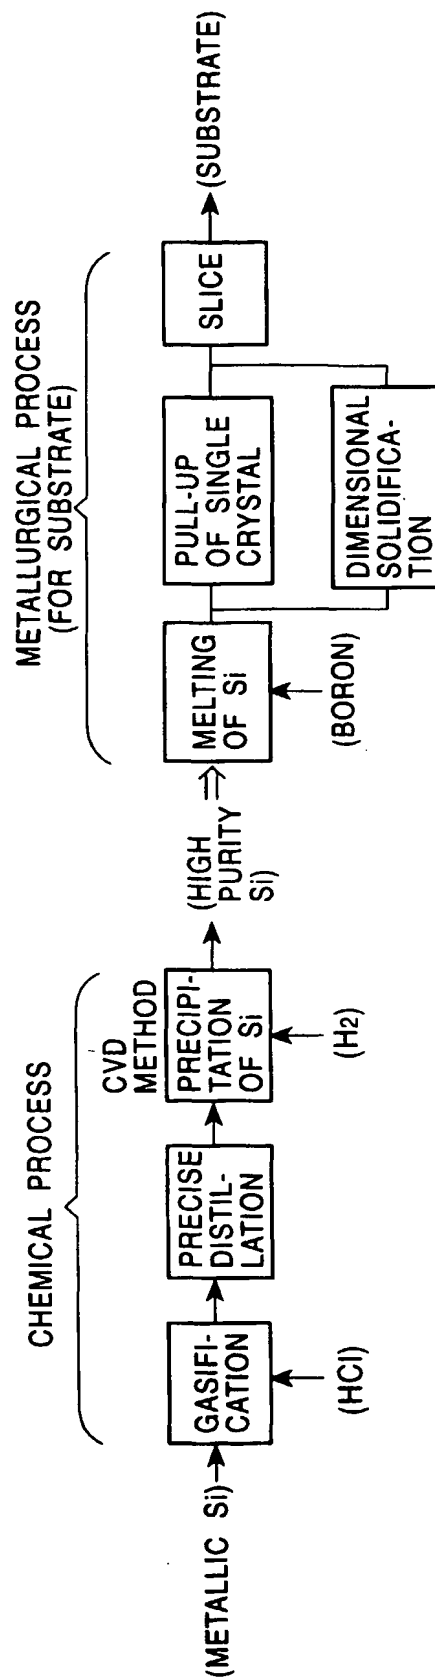 CHEMICAL PROCESS
(METALLIC Si)
GASIFI-
CATION
(HCl)
PRECISE
DISTIL-
LATION
CVD
METHOD
PRECIPI-
TATION
OF Si
(H2)
(HIGH
PURITY
Si)
METALLURGICAL PROCESS
(FOR SUBSTRATE)
MELTING
OF Si
(BORON)
PULL-UP
OF SINGLE
CRYSTAL
DIMENSIONAL
SOLIDIFICA-
TION
SLICE
(SUBSTRATE)